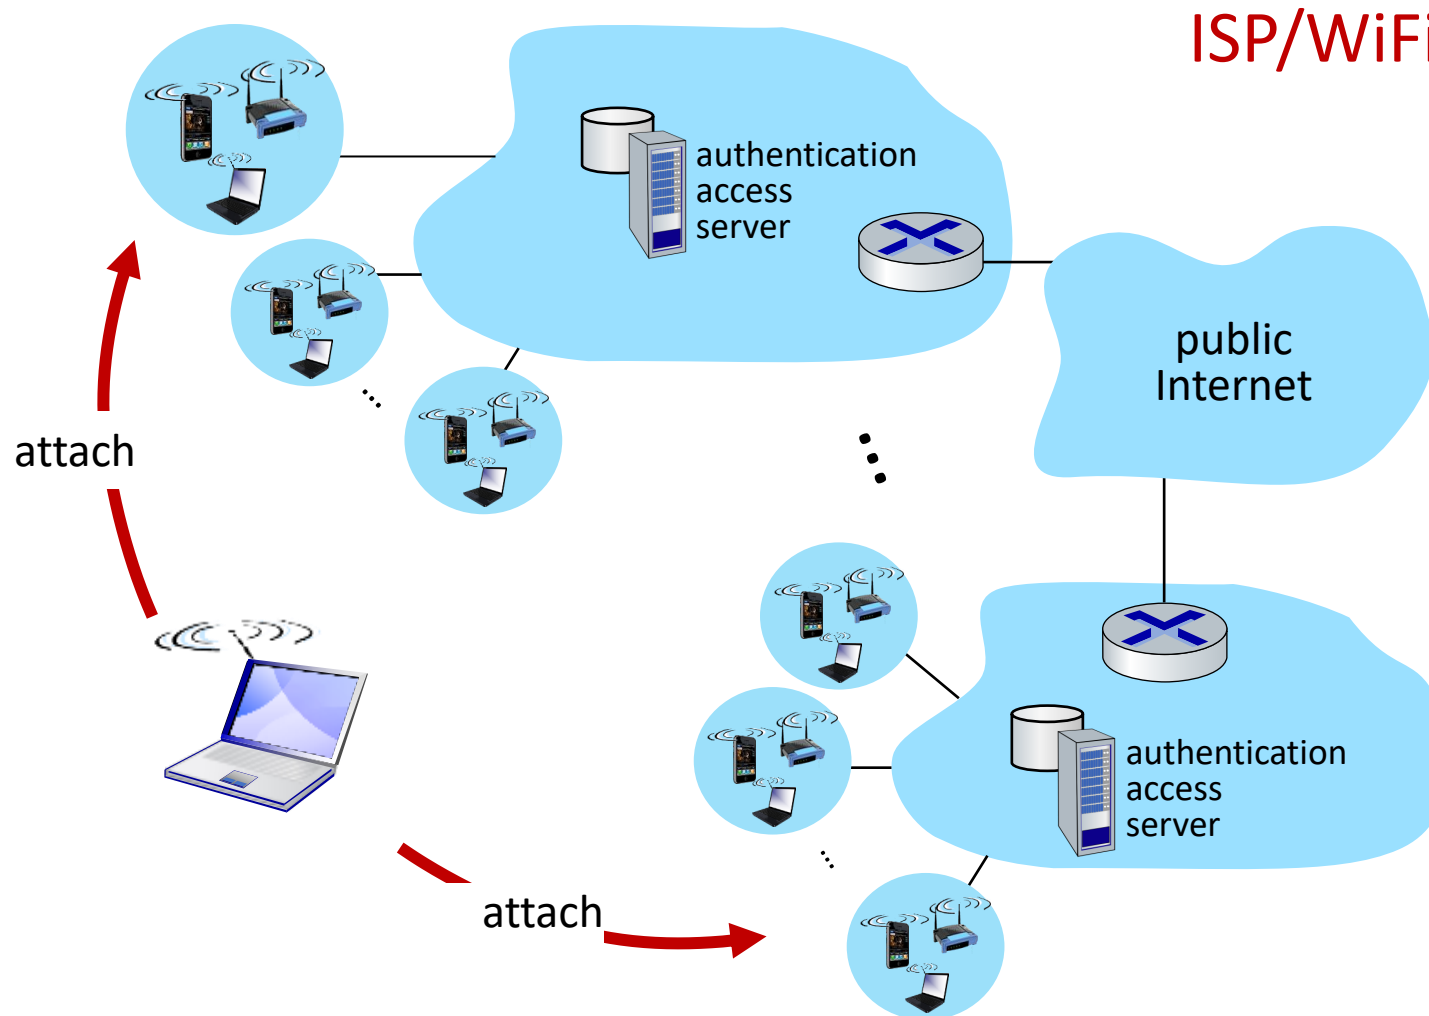 ISP/WiFi
authentication
access
server
public
Internet
attach
authentication
access
server
attach